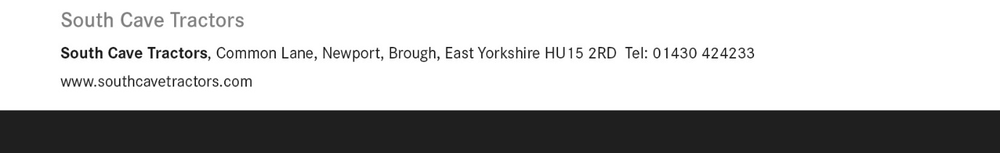 South Cave Tractors
South Cave Tractors, Common Lane, Newport, Brough, East Yorkshire HU15 2RD Tel: 01430 424233
www.southcavetractors.com